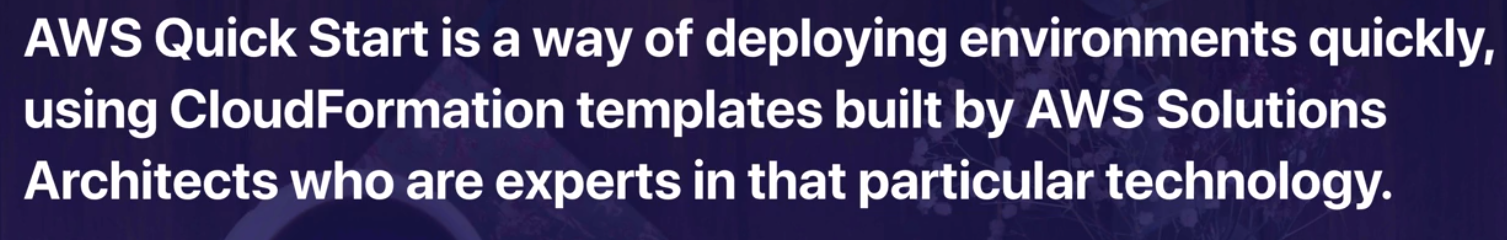 AWS Quick Start is a way of deploying environments quickly,
using CloudFormation templates built by AWS Solutions
Architects who are experts in that particular technology.